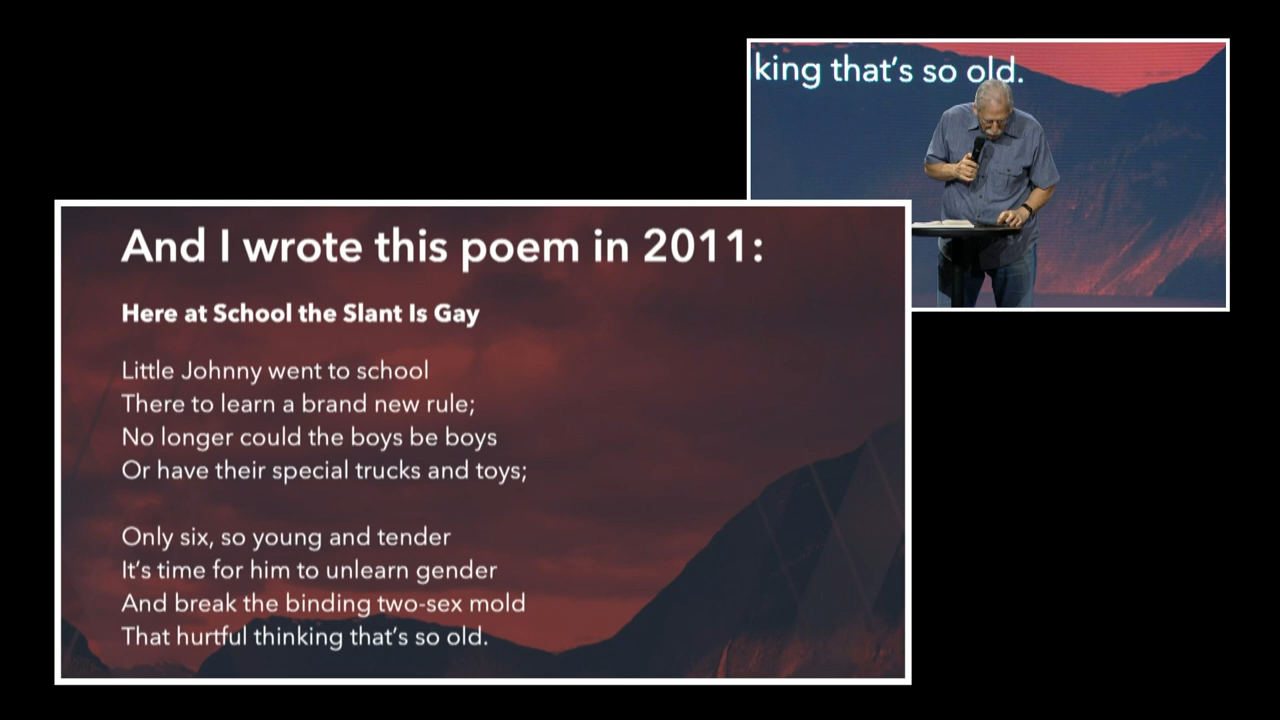 king that's so old.
And I wrote this poem in 2011:
Here at School the Slant Is Gay
Little Johnny went to school
There to learn a brand new rule;
No longer could the boys be boys
Or have their special trucks and toys;
Only six, so young and tender
It's time for him to unlearn gender
And break the binding two-sex mold
That hurtful thinking that's so old.